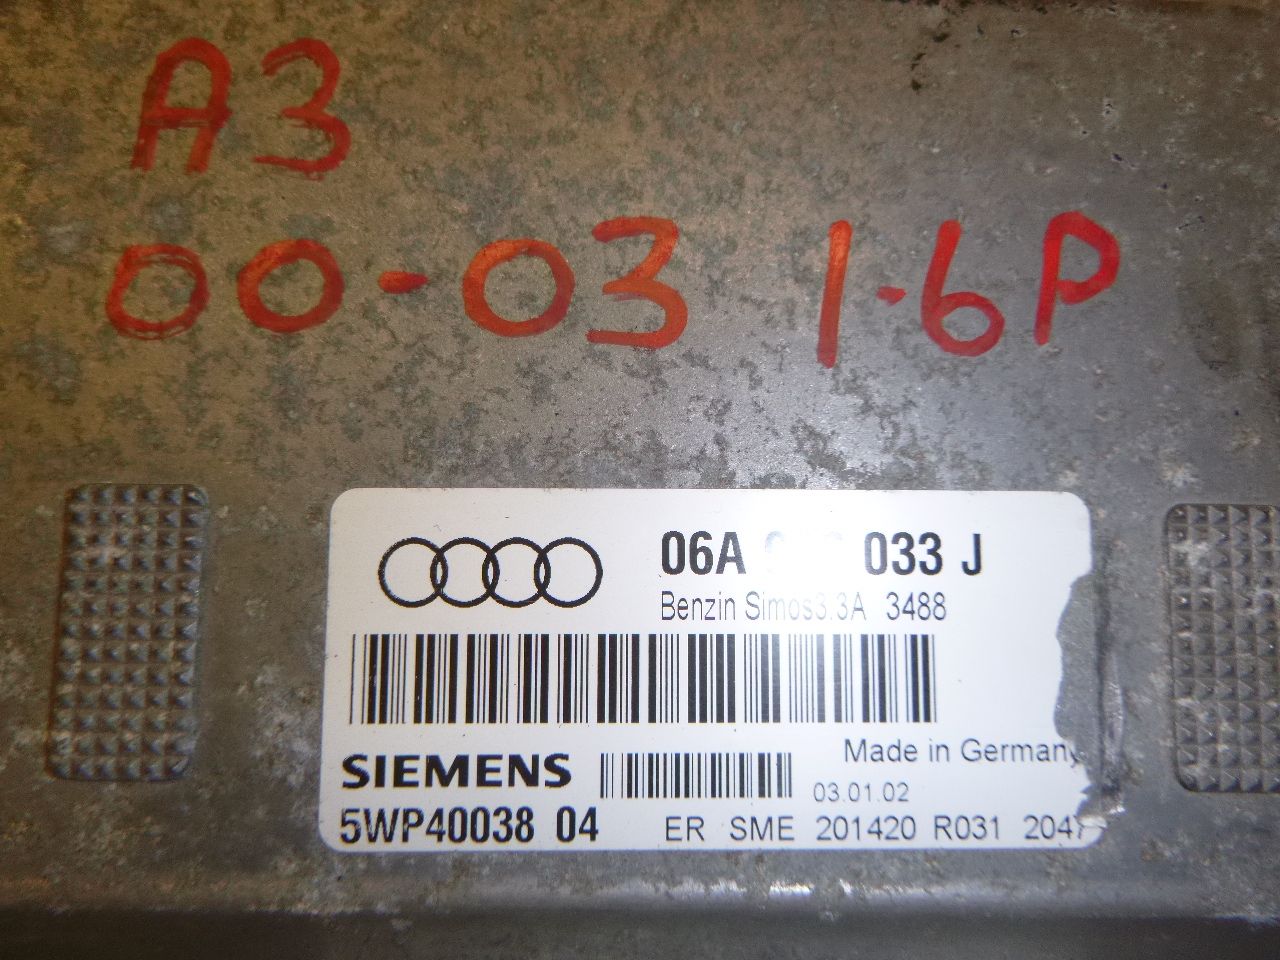 A3
00-03 1.6P
06A 033 J
Benzin Simos3.3A 3488
SIEMENS
Made in Germany
03.01.02
5WP40038 04
ER SME 201420 R031